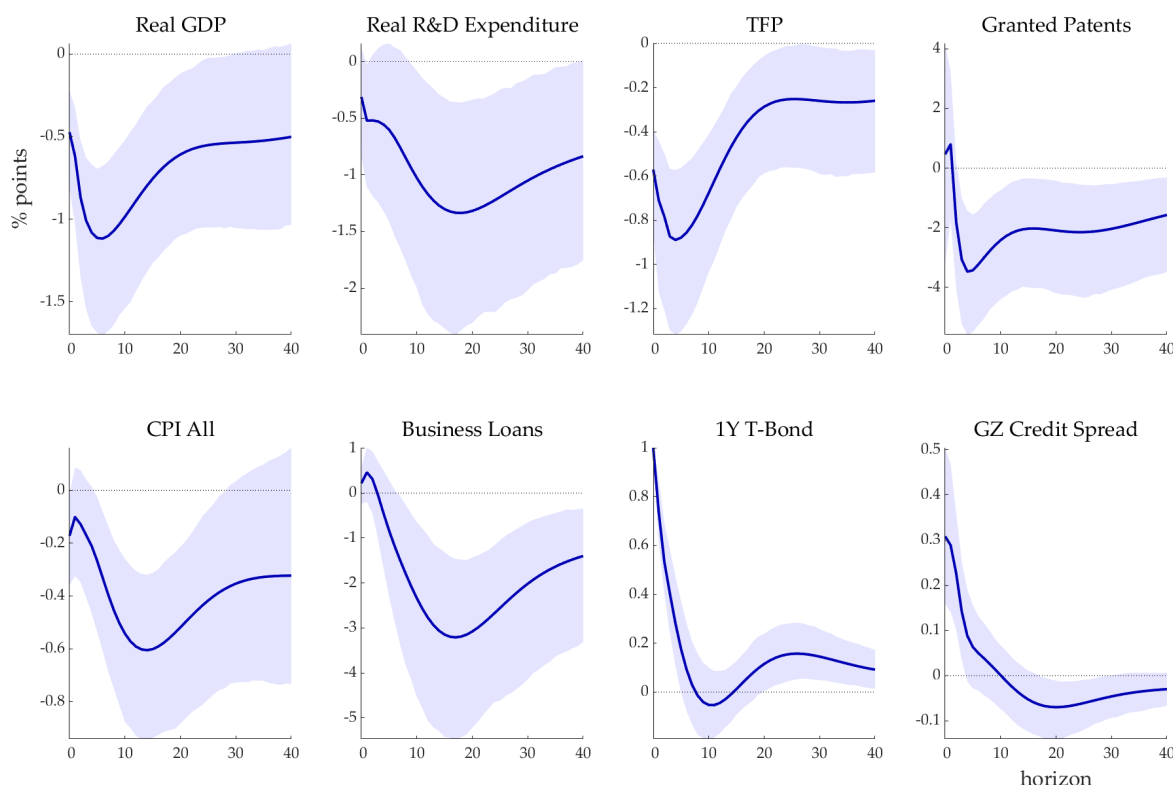 Real GDP
Real R&D Expenditure
TFP
Granted Patents
% points
0
-0.5
-1
-1.5
0 10 20 30 40
0
-0.5
-1
-1.5
-2
0 10 20 30 40
0
-0.2
-0.4
-0.6
-0.8
-1
-1.2
0 10 20 30 40
4
2
0
-2
-4
0 10 20 30 40
CPI All
Business Loans
1Y T-Bond
GZ Credit Spread
0
-0.2
-0.4
-0.6
-0.8
0 10 20 30 40
1
0
-1
-2
-3
-4
-5
0 10 20 30 40
1
0.8
0.6
0.4
0.2
0
0 10 20 30 40
0.5
0.4
0.3
0.2
0.1
0
-0.1
0 10 20 30 40
horizon